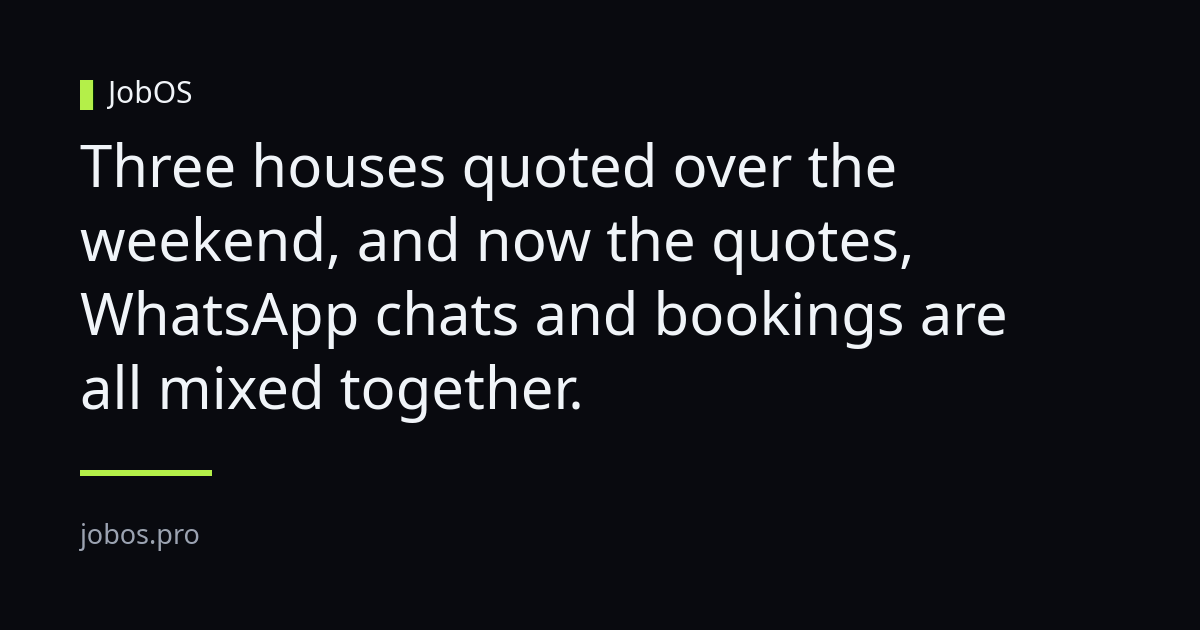 JobOS
Three houses quoted over the
weekend, and now the quotes,
WhatsApp chats and bookings are
all mixed together.
jobos.pro